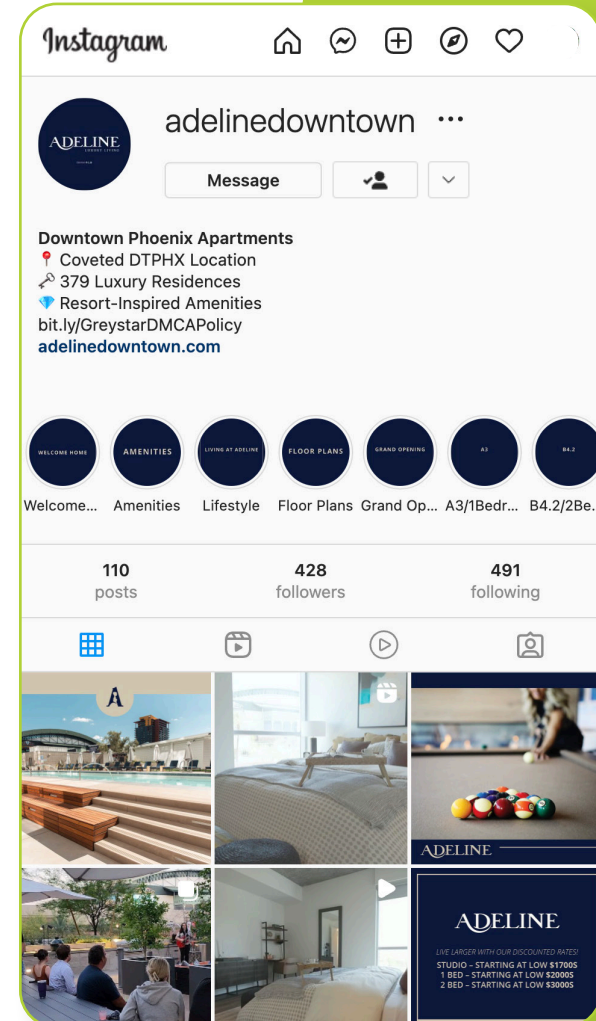 Instagram
adelinedowntown
ADELINE
LUXURY LIVING
Message
Downtown Phoenix Apartments
Coveted DTPHX Location
379 Luxury Residences
Resort-Inspired Amenities
bit.ly/GreystarDMCAPolicy
adelinedowntown.com
WELCOME HOME
AMENITIES
LIVING AT ADELINE
FLOOR PLANS
GRAND OPENING
A3
B4.2
Welcome... Amenities Lifestyle Floor Plans Grand Op... A3/1Bedr... B4.2/2Be.
110 428 491
posts followers following
A
ADELINE
ADELINE
LIVE LARGER WITH OUR DISCOUNTED RATES!
STUDIO – STARTING AT LOW $1700S
1 BED – STARTING AT LOW $2000S
2 BED – STARTING AT LOW $3000S